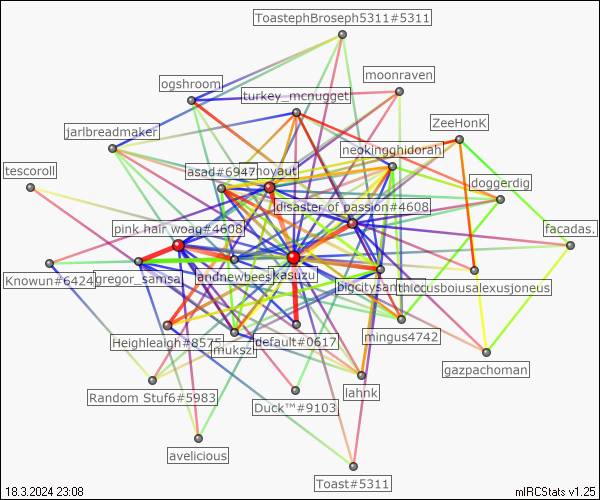 ToastephBroseph5311#5311
moonraven
ogshroom
turkey_mcnugget
ZeeHonK
jarlbreadmaker
neokingghidorah
tescoroll
asad#6947
hoyaut
doggerdig
disaster of passion#4608
pink hair woag#4608
facadas.
Knowun#6424
gregor_samsa
andnewbees
kasuzu
bigcitysantino
thiccusboiusalexusjoneus
Heighleaigh#8575
jmukszi
default#0617
mingus4742
gazpachoman
Random Stuf6#5983
Duck™#9103
lahnk
avelicious
Toast#5311
18.3.2024 23:08
mIRCStats v1.25